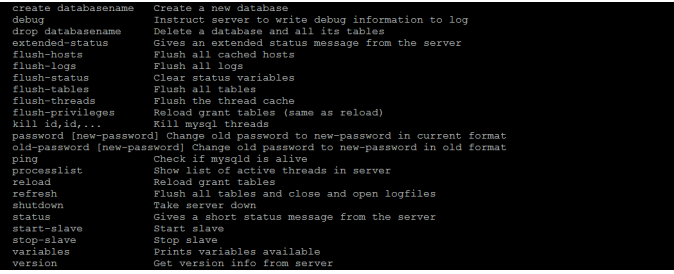 create databasename Create a new database
debug Instruct server to write debug information to log
drop databasename Delete a database and all its tables
extended-status Gives an extended status message from the server
flush-hosts Flush all cached hosts
flush-logs Flush all logs
flush-status Clear status variables
flush-tables Flush all tables
flush-threads Flush the thread cache
flush-privileges Reload grant tables (same as reload)
kill id,id,... Kill mysql threads
password [new-password] Change old password to new-password in current format
old-password [new-password] Change old password to new-password in old format
ping Check if mysqld is alive
processlist Show list of active threads in server
reload Reload grant tables
refresh Flush all tables and close and open logfiles
shutdown Take server down
status Gives a short status message from the server
start-slave Start slave
stop-slave Stop slave
variables Prints variables available
version Get version info from server